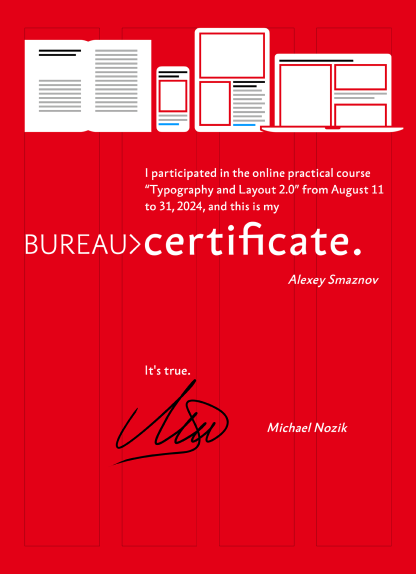 I participated in the online practical course
“Typography and Layout 2.0” from August 11
to 31, 2024, and this is my
BUREAU>certificate.
Alexey Smaznov
It's true.
Michael Nozik